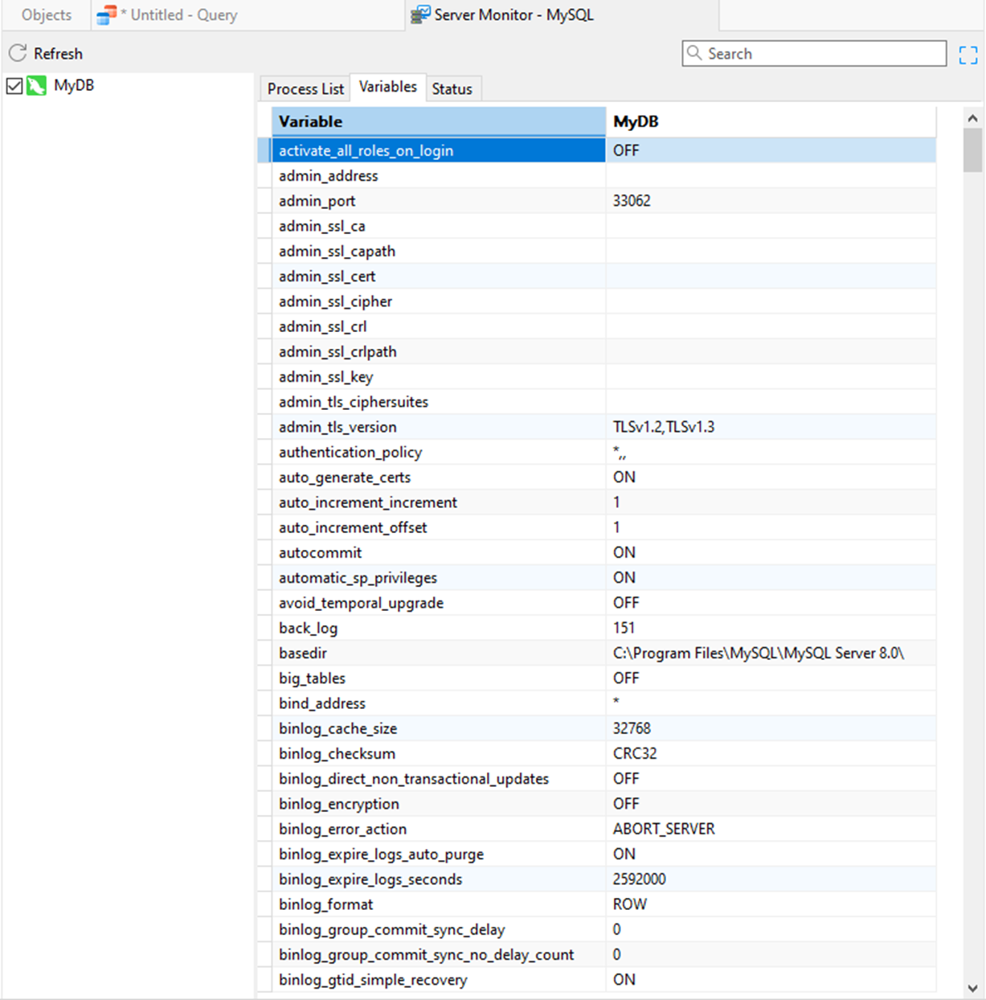 Objects * Untitled - Query Server Monitor - MySQL
Refresh Search
MyDB Process List Variables Status
Variable MyDB
activate_all_roles_on_login OFF
admin_address
admin_port 33062
admin_ssl_ca
admin_ssl_capath
admin_ssl_cert
admin_ssl_cipher
admin_ssl_crl
admin_ssl_crlpath
admin_ssl_key
admin_tls_ciphersuites
admin_tls_version TLSv1.2,TLSv1.3
authentication_policy *,,
auto_generate_certs ON
auto_increment_increment 1
auto_increment_offset 1
autocommit ON
automatic_sp_privileges ON
avoid_temporal_upgrade OFF
back_log 151
basedir C:\Program Files\MySQL\MySQL Server 8.0\
big_tables OFF
bind_address *
binlog_cache_size 32768
binlog_checksum CRC32
binlog_direct_non_transactional_updates OFF
binlog_encryption OFF
binlog_error_action ABORT_SERVER
binlog_expire_logs_auto_purge ON
binlog_expire_logs_seconds 2592000
binlog_format ROW
binlog_group_commit_sync_delay 0
binlog_group_commit_sync_no_delay_count 0
binlog_gtid_simple_recovery ON